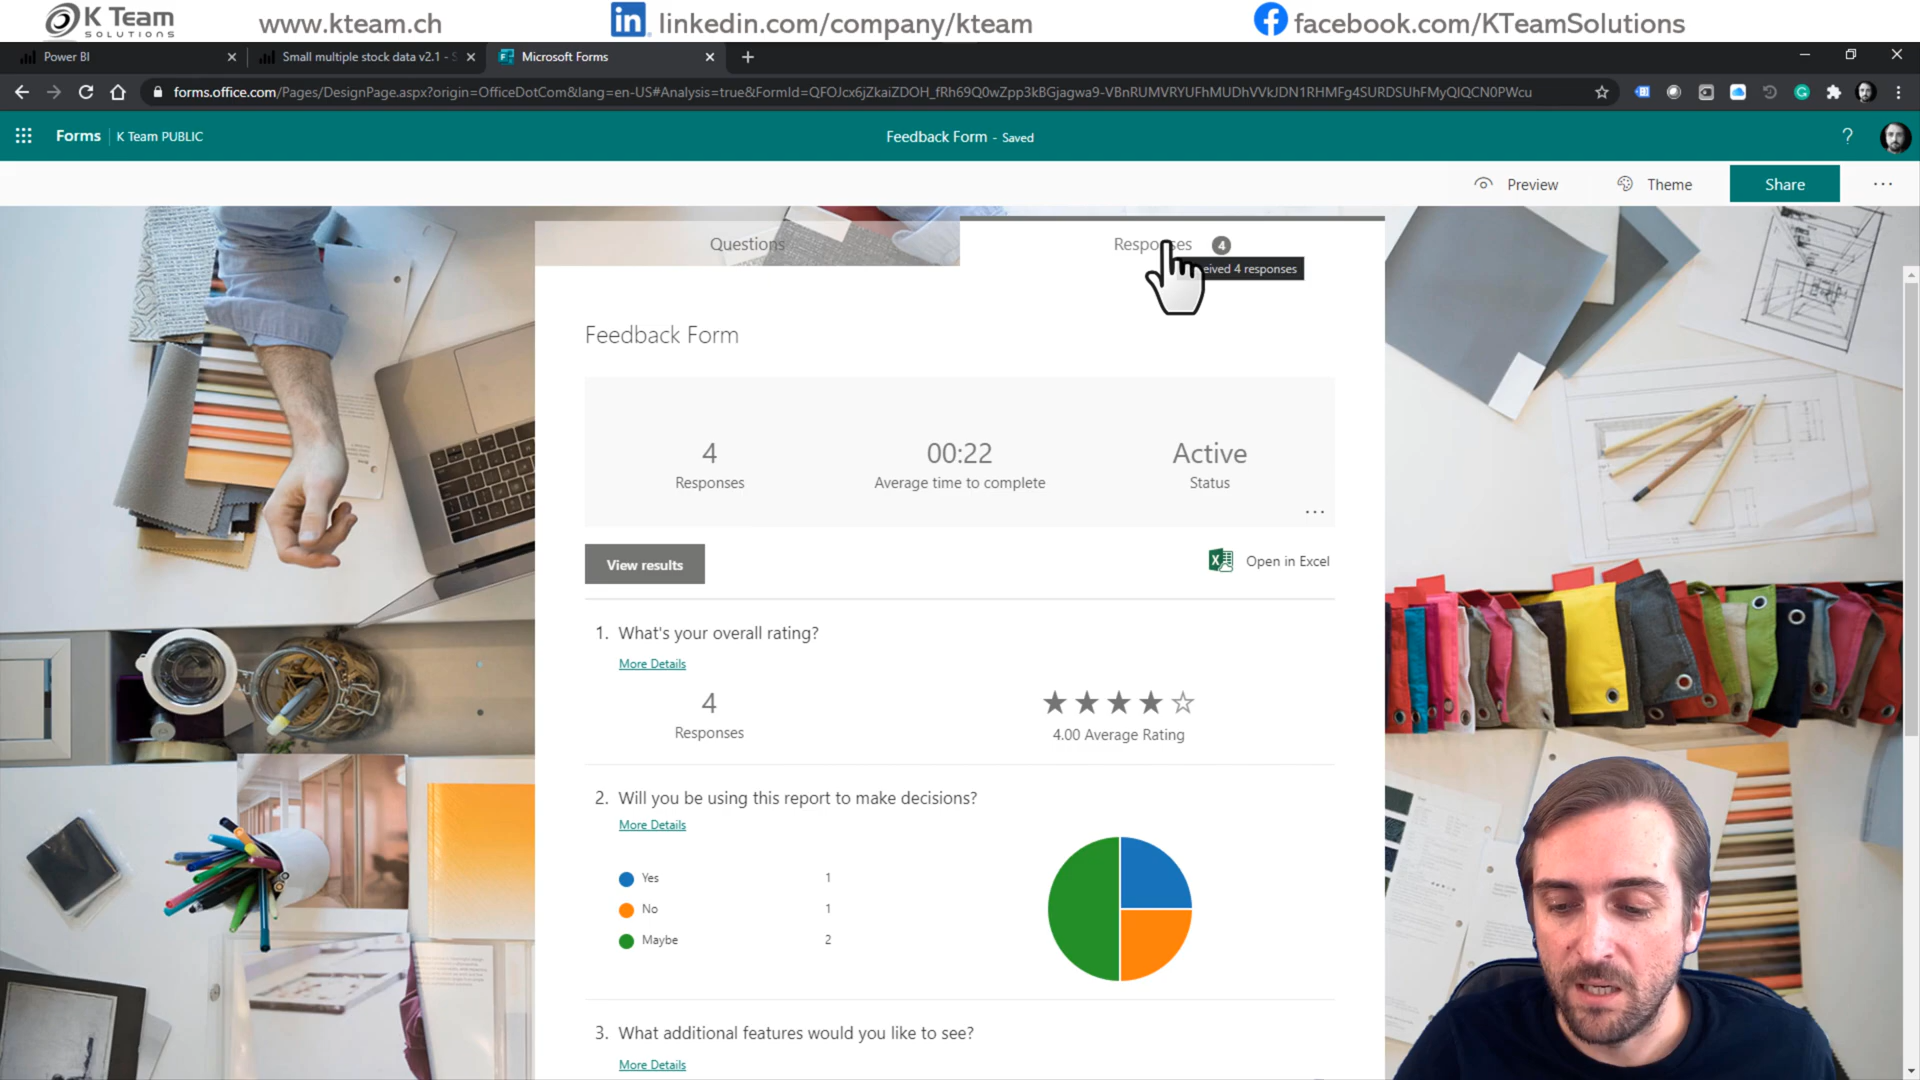 K Team
SOLUTIONS
www.kteam.ch
in linkedin.com/company/kteam
facebook.com/KTeamSolutions
Power BI
Small multiple stock data v2.1 - S
Microsoft Forms
forms.office.com/Pages/DesignPage.aspx?origin=OfficeDotCom&lang=en-US#Analysis=true&FormId=QFOJcx6jZkaiZDOH_fRh69Q0wZpp3kBGjagwa9-VBnRUMVRYUFhMUDhVVkJDN1RHMFg4SURDSUhFMyQlQCN0PWcu
Forms
K Team PUBLIC
Feedback Form - Saved
?
Preview
Theme
Share
Questions
Responses
4
eived 4 responses
Feedback Form
4
Responses
00:22
Average time to complete
Active
Status
View results
Open in Excel
1. What's your overall rating?
More Details
4
Responses
4.00 Average Rating
2. Will you be using this report to make decisions?
More Details
Yes 1
No 1
Maybe 2
3. What additional features would you like to see?
More Details